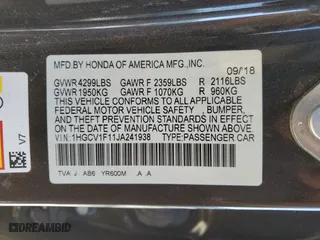 MFD.BY HONDA OF AMERICA MFG.,INC.
09/18
GVWR 4299LBS GAWR F 2359LBS R 2116LBS
GVWR 1950KG GAWR F 1070KG R 960KG
THIS VEHICLE CONFORMS TO ALL APPLICABLE
FEDERAL MOTOR VEHICLE SAFETY, BUMPER, AND
THEFT PREVENTION STANDARDS IN EFFECT ON THE
DATE OF MANUFACTURE SHOWN ABOVE.
VIN:1HGCV1F11JA241938 TYPE:PASSENGER CAR
TVA AB6 YR600M A A
V7
DREAMBID